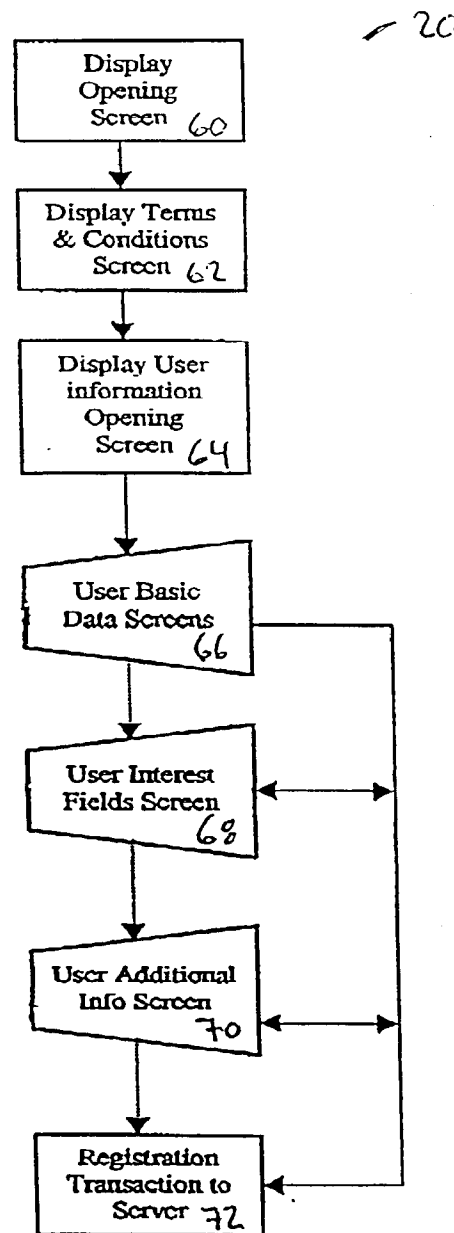 20
Display
Opening
Screen 60
Display Terms
& Conditions
Screen 62
Display User
information
Opening
Screen 64
User Basic
Data Screens
66
User Interest
Fields Screen
68
User Additional
Info Screen
70
Registration
Transaction to
Server 72